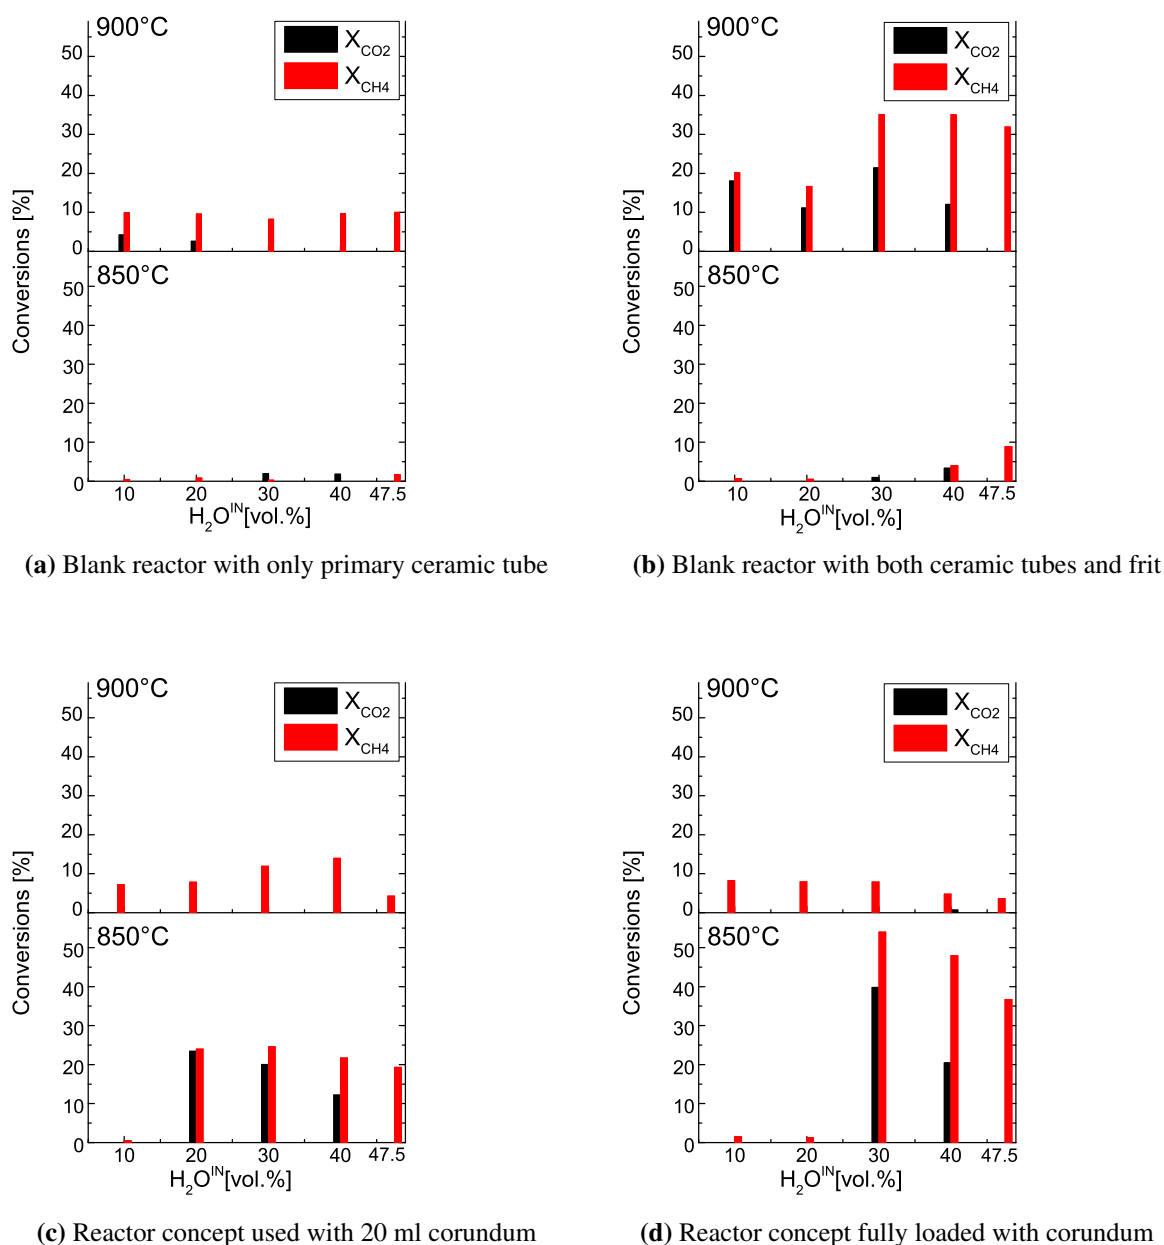 900°C
X_CO2
X_CH4
50
40
30
20
10
0
850°C
50
40
30
20
10
0
Conversions [%]
10 20 30 40 47.5
H2O^IN[vol.%]
(a) Blank reactor with only primary ceramic tube
900°C
X_CO2
X_CH4
50
40
30
20
10
0
850°C
50
40
30
20
10
0
Conversions [%]
10 20 30 40 47.5
H2O^IN[vol.%]
(b) Blank reactor with both ceramic tubes and frit
900°C
X_CO2
X_CH4
50
40
30
20
10
0
850°C
50
40
30
20
10
0
Conversions [%]
10 20 30 40 47.5
H2O^IN[vol.%]
(c) Reactor concept used with 20 ml corundum
900°C
X_CO2
X_CH4
50
40
30
20
10
0
850°C
50
40
30
20
10
0
Conversions [%]
10 20 30 40 47.5
H2O^IN[vol.%]
(d) Reactor concept fully loaded with corundum